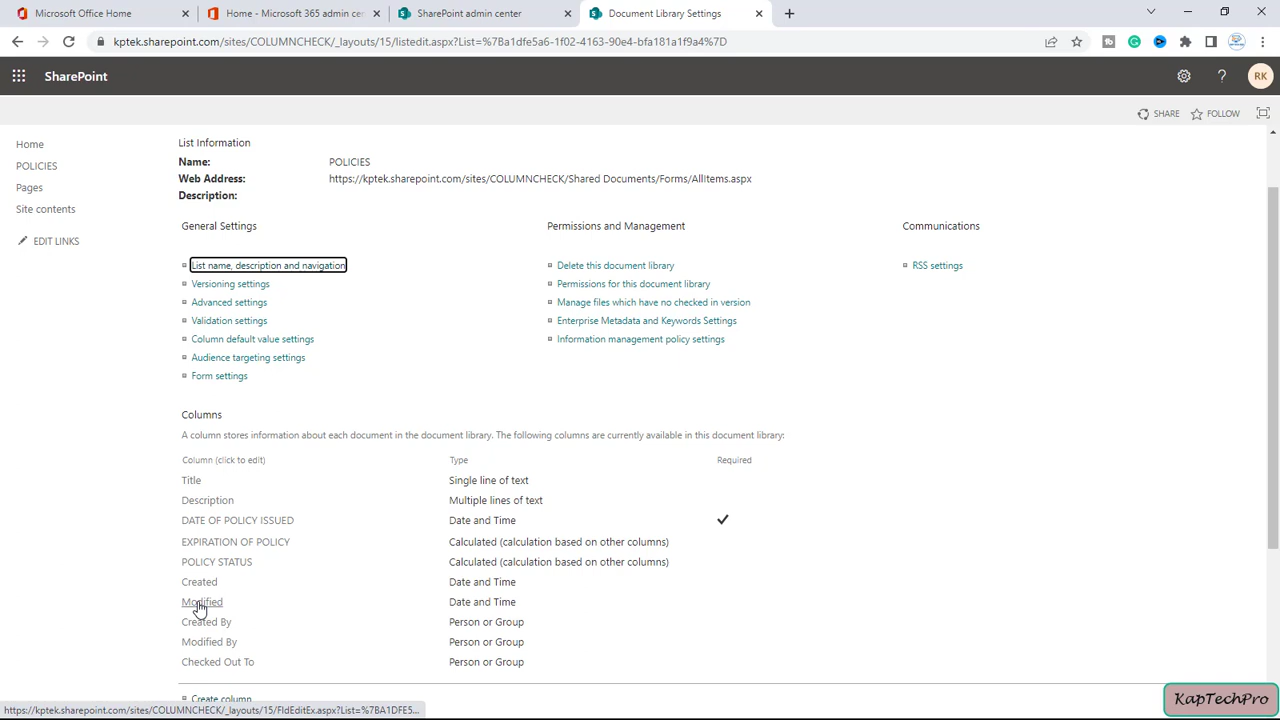 Microsoft Office Home
Home - Microsoft 365 admin cen
SharePoint admin center
Document Library Settings
kptek.sharepoint.com/sites/COLUMNCHECK/_layouts/15/listedit.aspx?List=%7Ba1dfe5a6-1f02-4163-90e4-bfa181a1f9a4%7D
SharePoint
RK
SHARE
FOLLOW
Home
POLICIES
Pages
Site contents
EDIT LINKS
List Information
Name: POLICIES
Web Address: https://kptek.sharepoint.com/sites/COLUMNCHECK/Shared Documents/Forms/AllItems.aspx
Description:
General Settings
Permissions and Management
Communications
List name, description and navigation
Delete this document library
RSS settings
Versioning settings
Permissions for this document library
Advanced settings
Manage files which have no checked in version
Validation settings
Enterprise Metadata and Keywords Settings
Column default value settings
Information management policy settings
Audience targeting settings
Form settings
Columns
A column stores information about each document in the document library. The following columns are currently available in this document library:
Column (click to edit) Type Required
Title Single line of text
Description Multiple lines of text
DATE OF POLICY ISSUED Date and Time
EXPIRATION OF POLICY Calculated (calculation based on other columns)
POLICY STATUS Calculated (calculation based on other columns)
Created Date and Time
Modified Date and Time
Created By Person or Group
Modified By Person or Group
Checked Out To Person or Group
Create column
https://kptek.sharepoint.com/sites/COLUMNCHECK/_layouts/15/FldEditEx.aspx?List=%7BA1DFE5...
KapTechPro